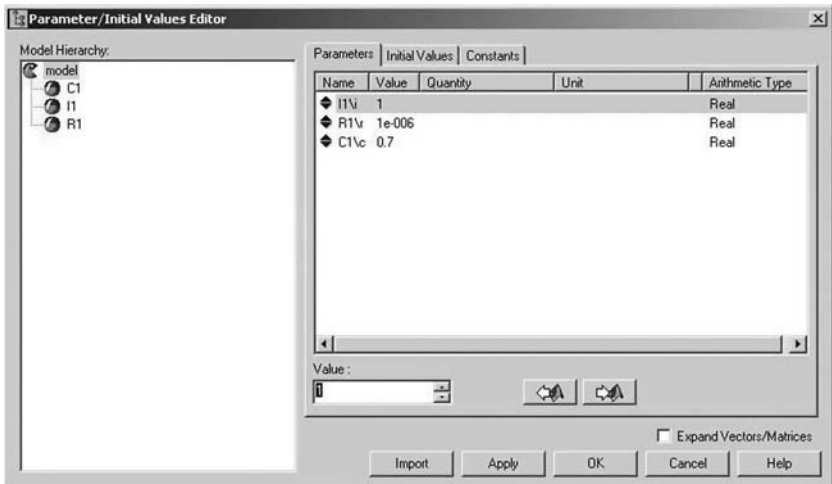 Parameter/Initial Values Editor
Model Hierarchy:
model
C1
I1
R1
Parameters Initial Values Constants
Name Value Quantity Unit Arithmetic Type
I1\i 1 Real
R1\r 1e-006 Real
C1\c 0.7 Real
Value :
1
Expand Vectors/Matrices
Import Apply OK Cancel Help